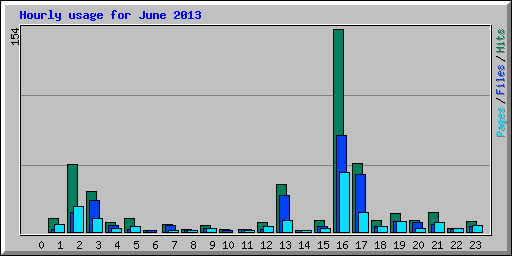 Hourly usage for June 2013
154
Pages/Files/Hits
0 1 2 3 4 5 6 7 8 9 10 11 12 13 14 15 16 17 18 19 20 21 22 23